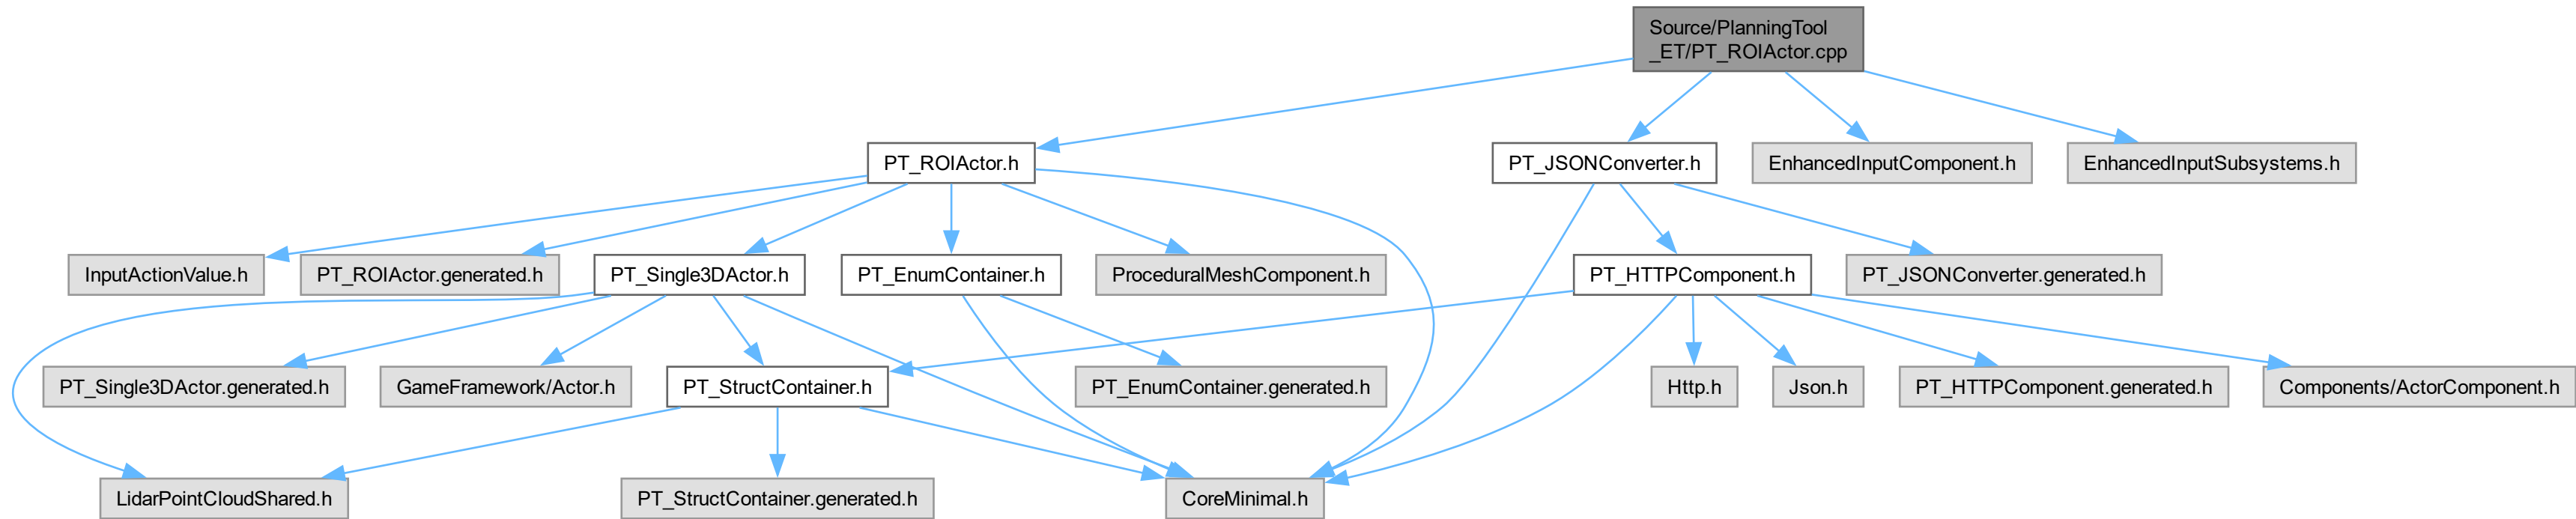 Source/PlanningTool
_ET/PT_ROIActor.cpp
PT_ROIActor.h
PT_JSONConverter.h
EnhancedInputComponent.h
EnhancedInputSubsystems.h
InputActionValue.h
PT_ROIActor.generated.h
PT_Single3DActor.h
PT_EnumContainer.h
ProceduralMeshComponent.h
PT_HTTPComponent.h
PT_JSONConverter.generated.h
PT_Single3DActor.generated.h
GameFramework/Actor.h
PT_StructContainer.h
PT_EnumContainer.generated.h
Http.h
Json.h
PT_HTTPComponent.generated.h
Components/ActorComponent.h
LidarPointCloudShared.h
PT_StructContainer.generated.h
CoreMinimal.h